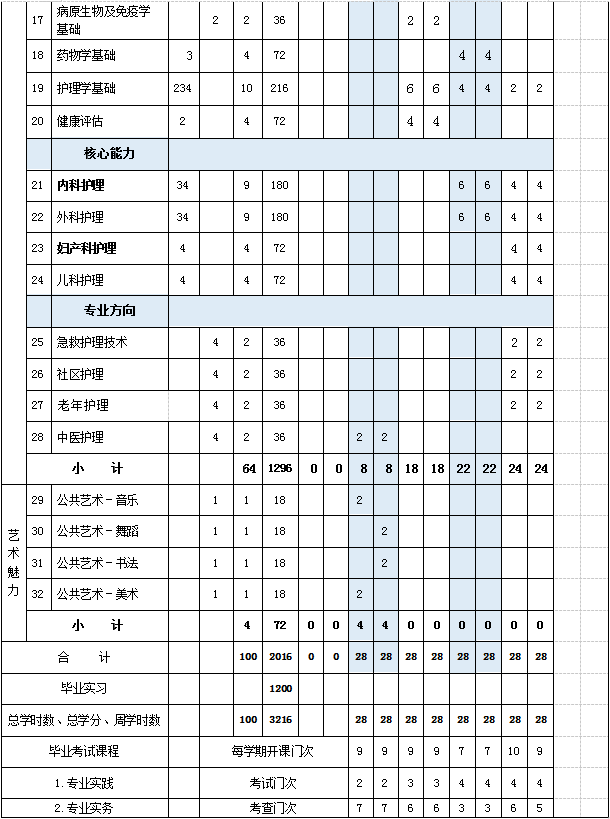 17 病原生物及免疫学基础 2 2 36 2 2
18 药物学基础 3 4 72 4 4
19 护理学基础 234 10 216 6 6 4 4 2 2
20 健康评估 2 4 72 4 4
核心能力
21 内科护理 34 9 180 6 6 4 4
22 外科护理 34 9 180 6 6 4 4
23 妇产科护理 4 4 72 4 4
24 儿科护理 4 4 72 4 4
专业方向
25 急救护理技术 4 2 36 2 2
26 社区护理 4 2 36 2 2
27 老年护理 4 2 36 2 2
28 中医护理 4 2 36 2 2
小 计 64 1296 0 0 8 8 18 18 22 22 24 24
艺术魅力
29 公共艺术－音乐 1 1 18 2
30 公共艺术－舞蹈 1 1 18 2
31 公共艺术－书法 1 1 18 2
32 公共艺术－美术 1 1 18 2
小 计 4 72 0 0 4 4 0 0 0 0 0 0
合 计 100 2016 0 0 28 28 28 28 28 28 28 28
毕业实习 1200
总学时数、总学分、周学时数 100 3216 28 28 28 28 28 28 28 28
毕业考试课程 每学期开课门次 9 9 9 9 7 7 10 9
1.专业实践 考试门次 2 2 3 3 4 4 4 4
2.专业实务 考查门次 7 7 6 6 3 3 6 5